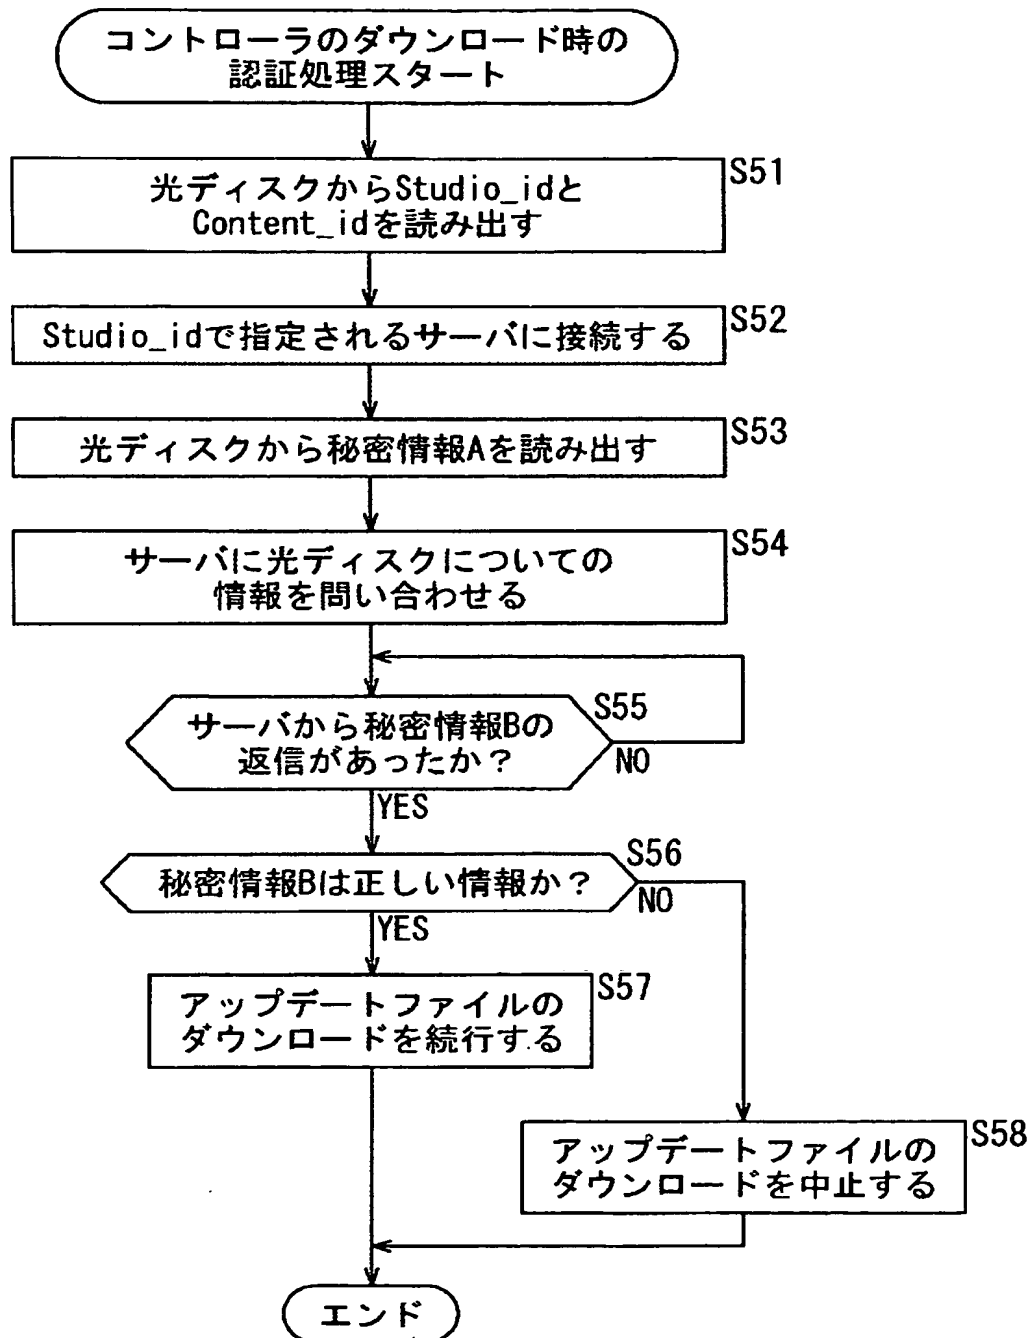 コントローラのダウンロード時の
認証処理スタート
S51
光ディスクからStudio_idと
Content_idを読み出す
S52
Studio_idで指定されるサーバに接続する
S53
光ディスクから秘密情報Aを読み出す
S54
サーバに光ディスクについての
情報を問い合わせる
S55
サーバから秘密情報Bの
返信があったか？
NO
YES
S56
秘密情報Bは正しい情報か？
NO
YES
S57
アップデートファイルの
ダウンロードを続行する
S58
アップデートファイルの
ダウンロードを中止する
エンド